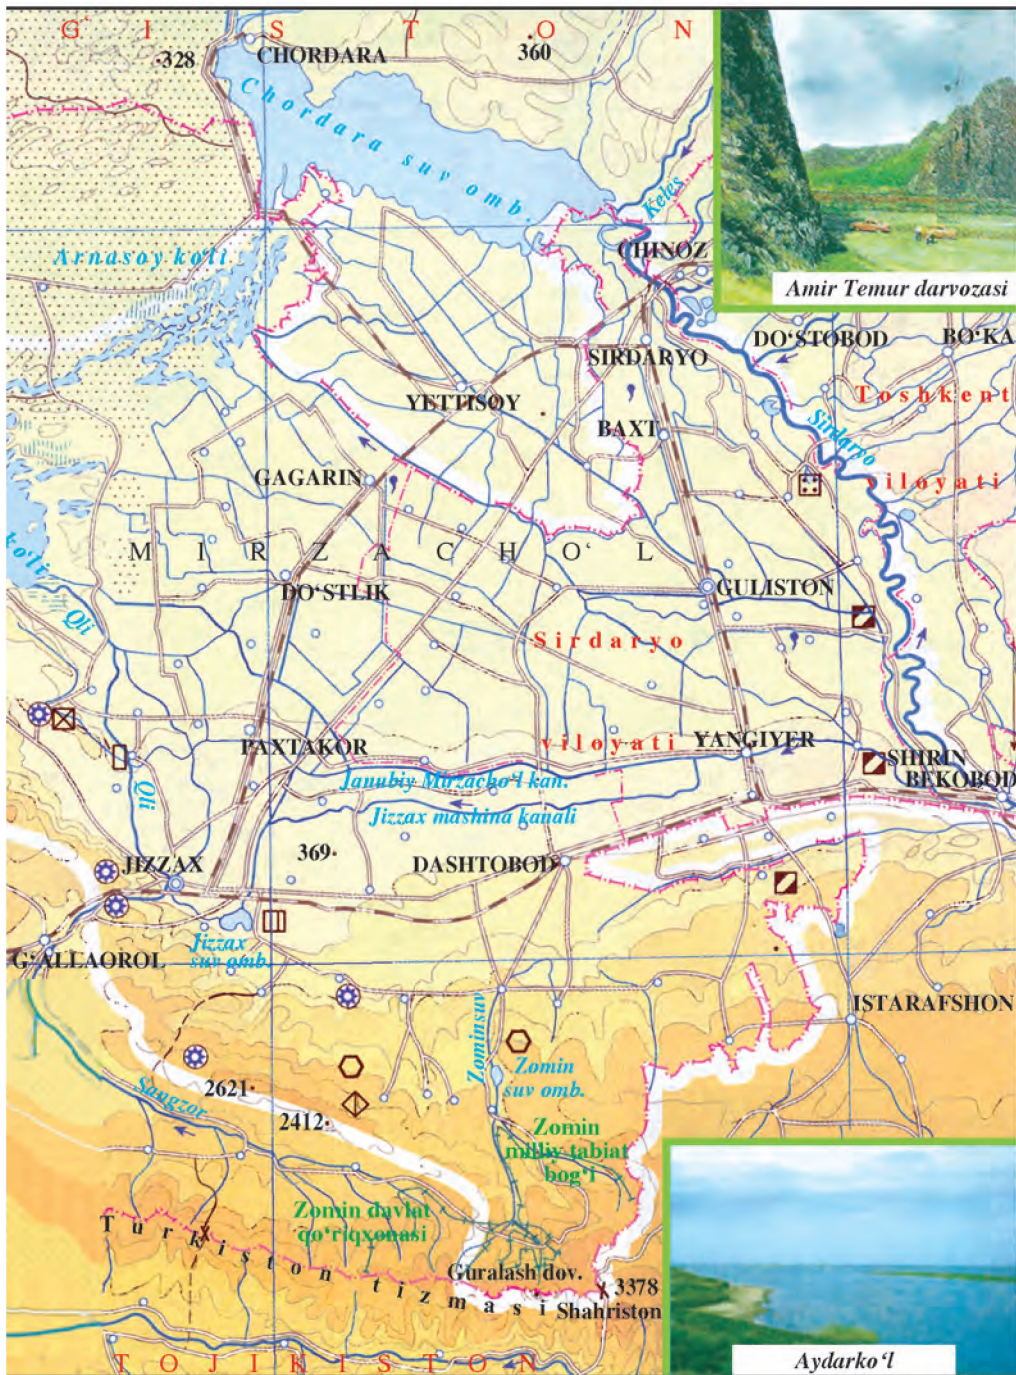 G I S T O N
328
CHORDARA
360
Chordara suv omb.
Keles
Arnasoy ko‘li
CHINOZ
Amir Temur darvozasi
DO‘STOBOD
BO‘KA
SIRDARYO
YETTISOY
Toshkent
viloyati
BAXT
Sirdaryo
GAGARIN
M I R Z A C H O‘ L
ko‘li
DO‘STLIK
GULISTON
Qli
Sirdaryo
viloyati
PAXTAKOR
YANGIYER
SHIRIN
BEKOBOD
Janubiy Mirzacho‘l kan.
Qli
Jizzax mashina kanali
369
JIZZAX
DASHTOBOD
Jizzax
suv omb.
G‘ALLAOROL
ISTARAFSHON
Zominsuv
Zomin
suv omb.
2621
Sangzor
2412
Zomin
milliy tabiat
bog‘i
Zomin davlat
qo‘riqxonasi
Turkiston tizmasi
Guralash dov.
3378
Shahriston
T O J I K I S T O N
Aydarko‘l